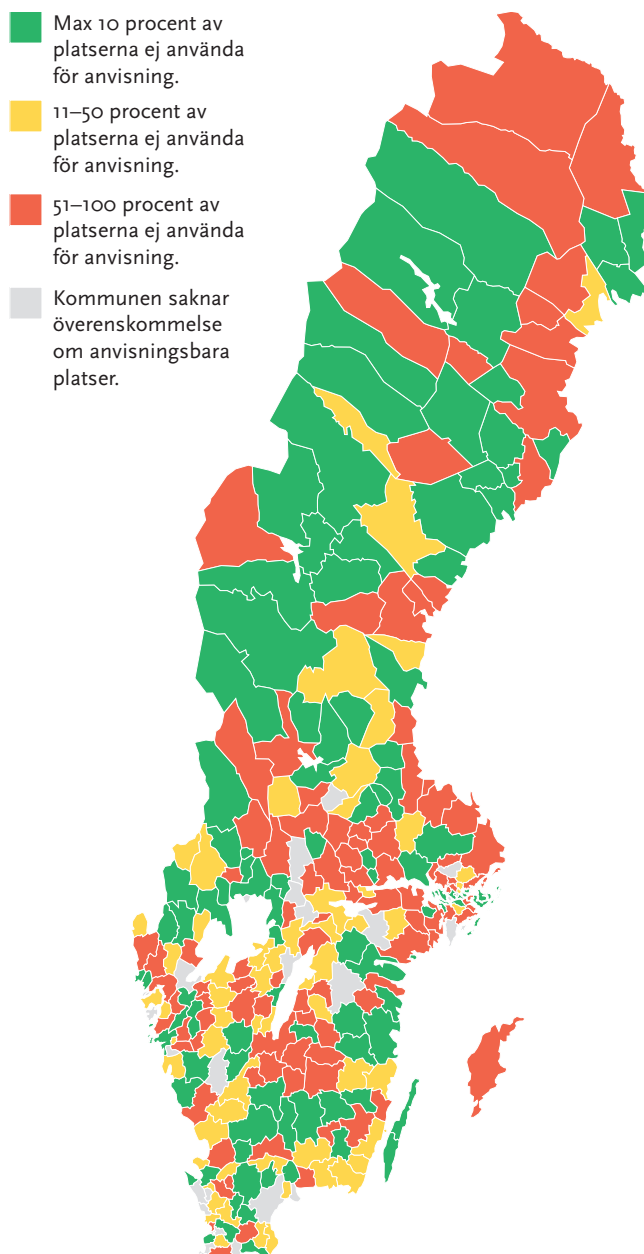 Max 10 procent av
platserna ej använda
för anvisning.
11–50 procent av
platserna ej använda
för anvisning.
51–100 procent av
platserna ej använda
för anvisning.
Kommunen saknar
överenskommelse
om anvisningsbara
platser.